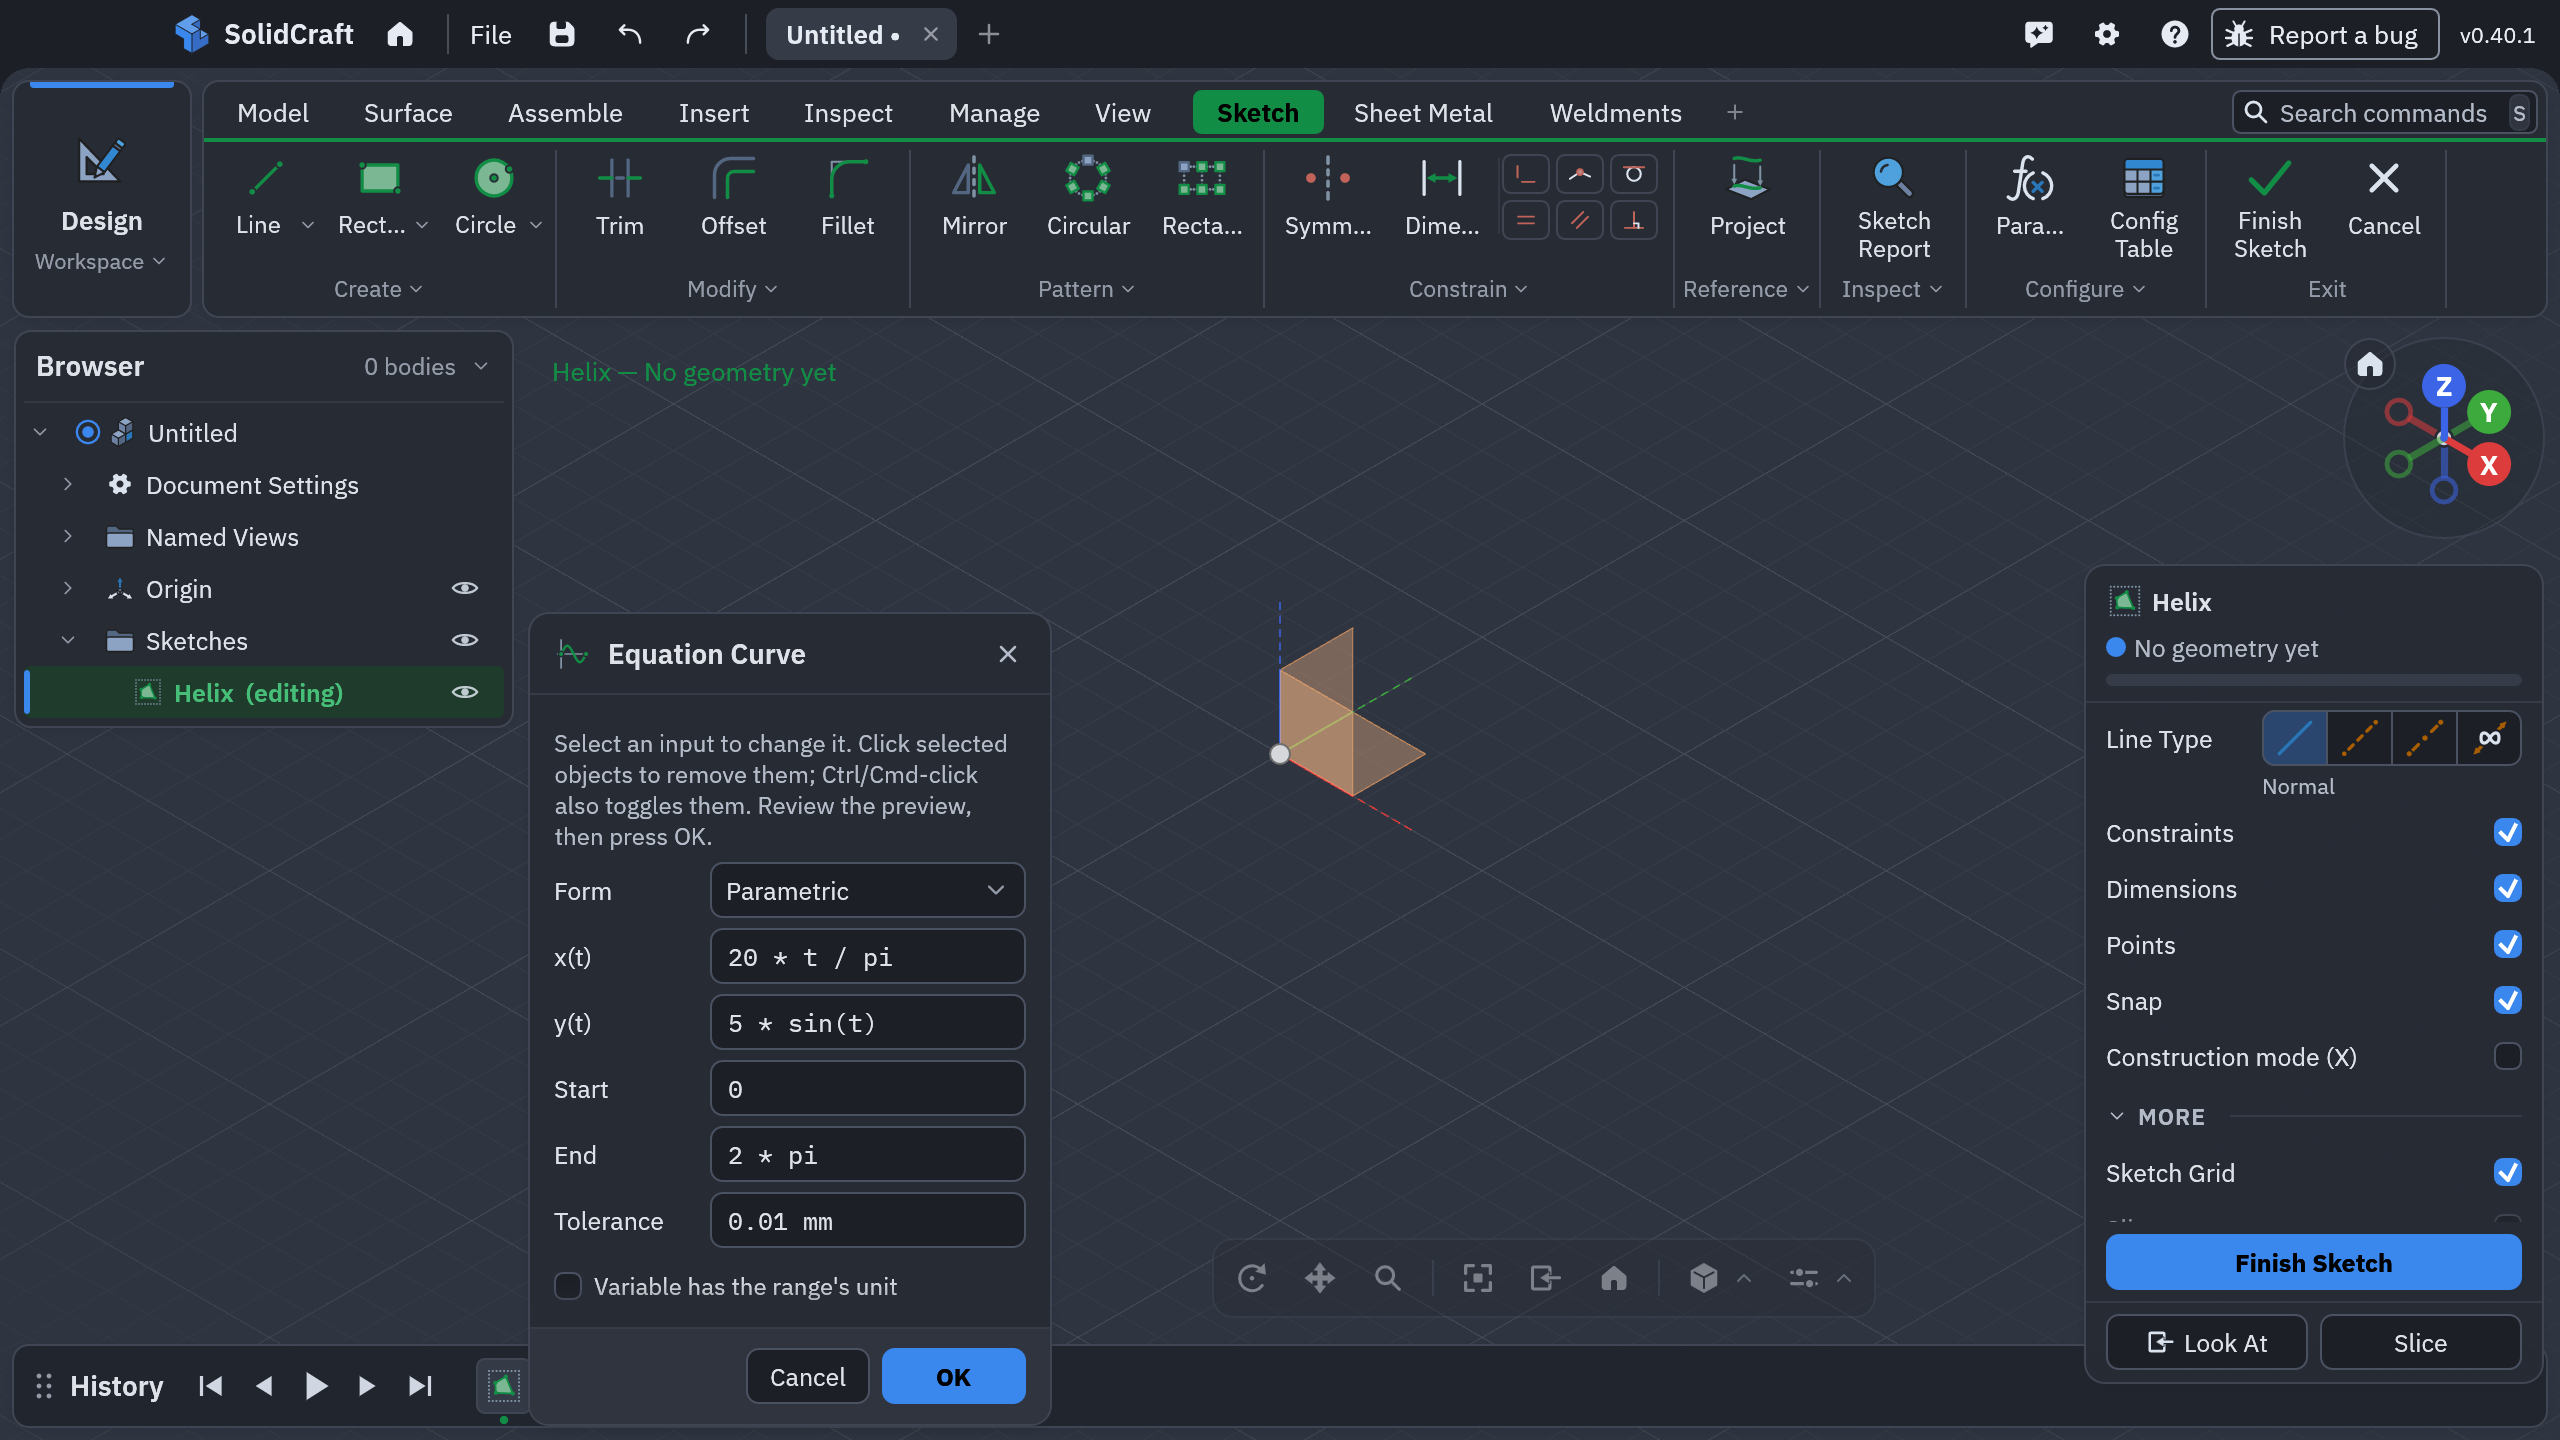 SolidCraft
File
Untitled •
Report a bug
v0.40.1
Design
Workspace
Model
Surface
Assemble
Insert
Inspect
Manage
View
Sketch
Sheet Metal
Weldments
Search commands
S
Line
Rect...
Circle
Create
Trim
Offset
Fillet
Modify
Mirror
Circular
Recta...
Pattern
Symm...
Dime...
Constrain
Project
Reference
Sketch
Report
Inspect
Para...
Config
Table
Configure
Finish
Sketch
Cancel
Exit
Browser
0 bodies
Untitled
Document Settings
Named Views
Origin
Sketches
Helix (editing)
Helix — No geometry yet
Z
Y
X
Equation Curve
Select an input to change it. Click selected
objects to remove them; Ctrl/Cmd-click
also toggles them. Review the preview,
then press OK.
Form
Parametric
x(t)
20 * t / pi
y(t)
5 * sin(t)
Start
0
End
2 * pi
Tolerance
0.01 mm
Variable has the range's unit
Cancel
OK
Helix
No geometry yet
Line Type
Normal
Constraints
Dimensions
Points
Snap
Construction mode (X)
MORE
Sketch Grid
Finish Sketch
Look At
Slice
History